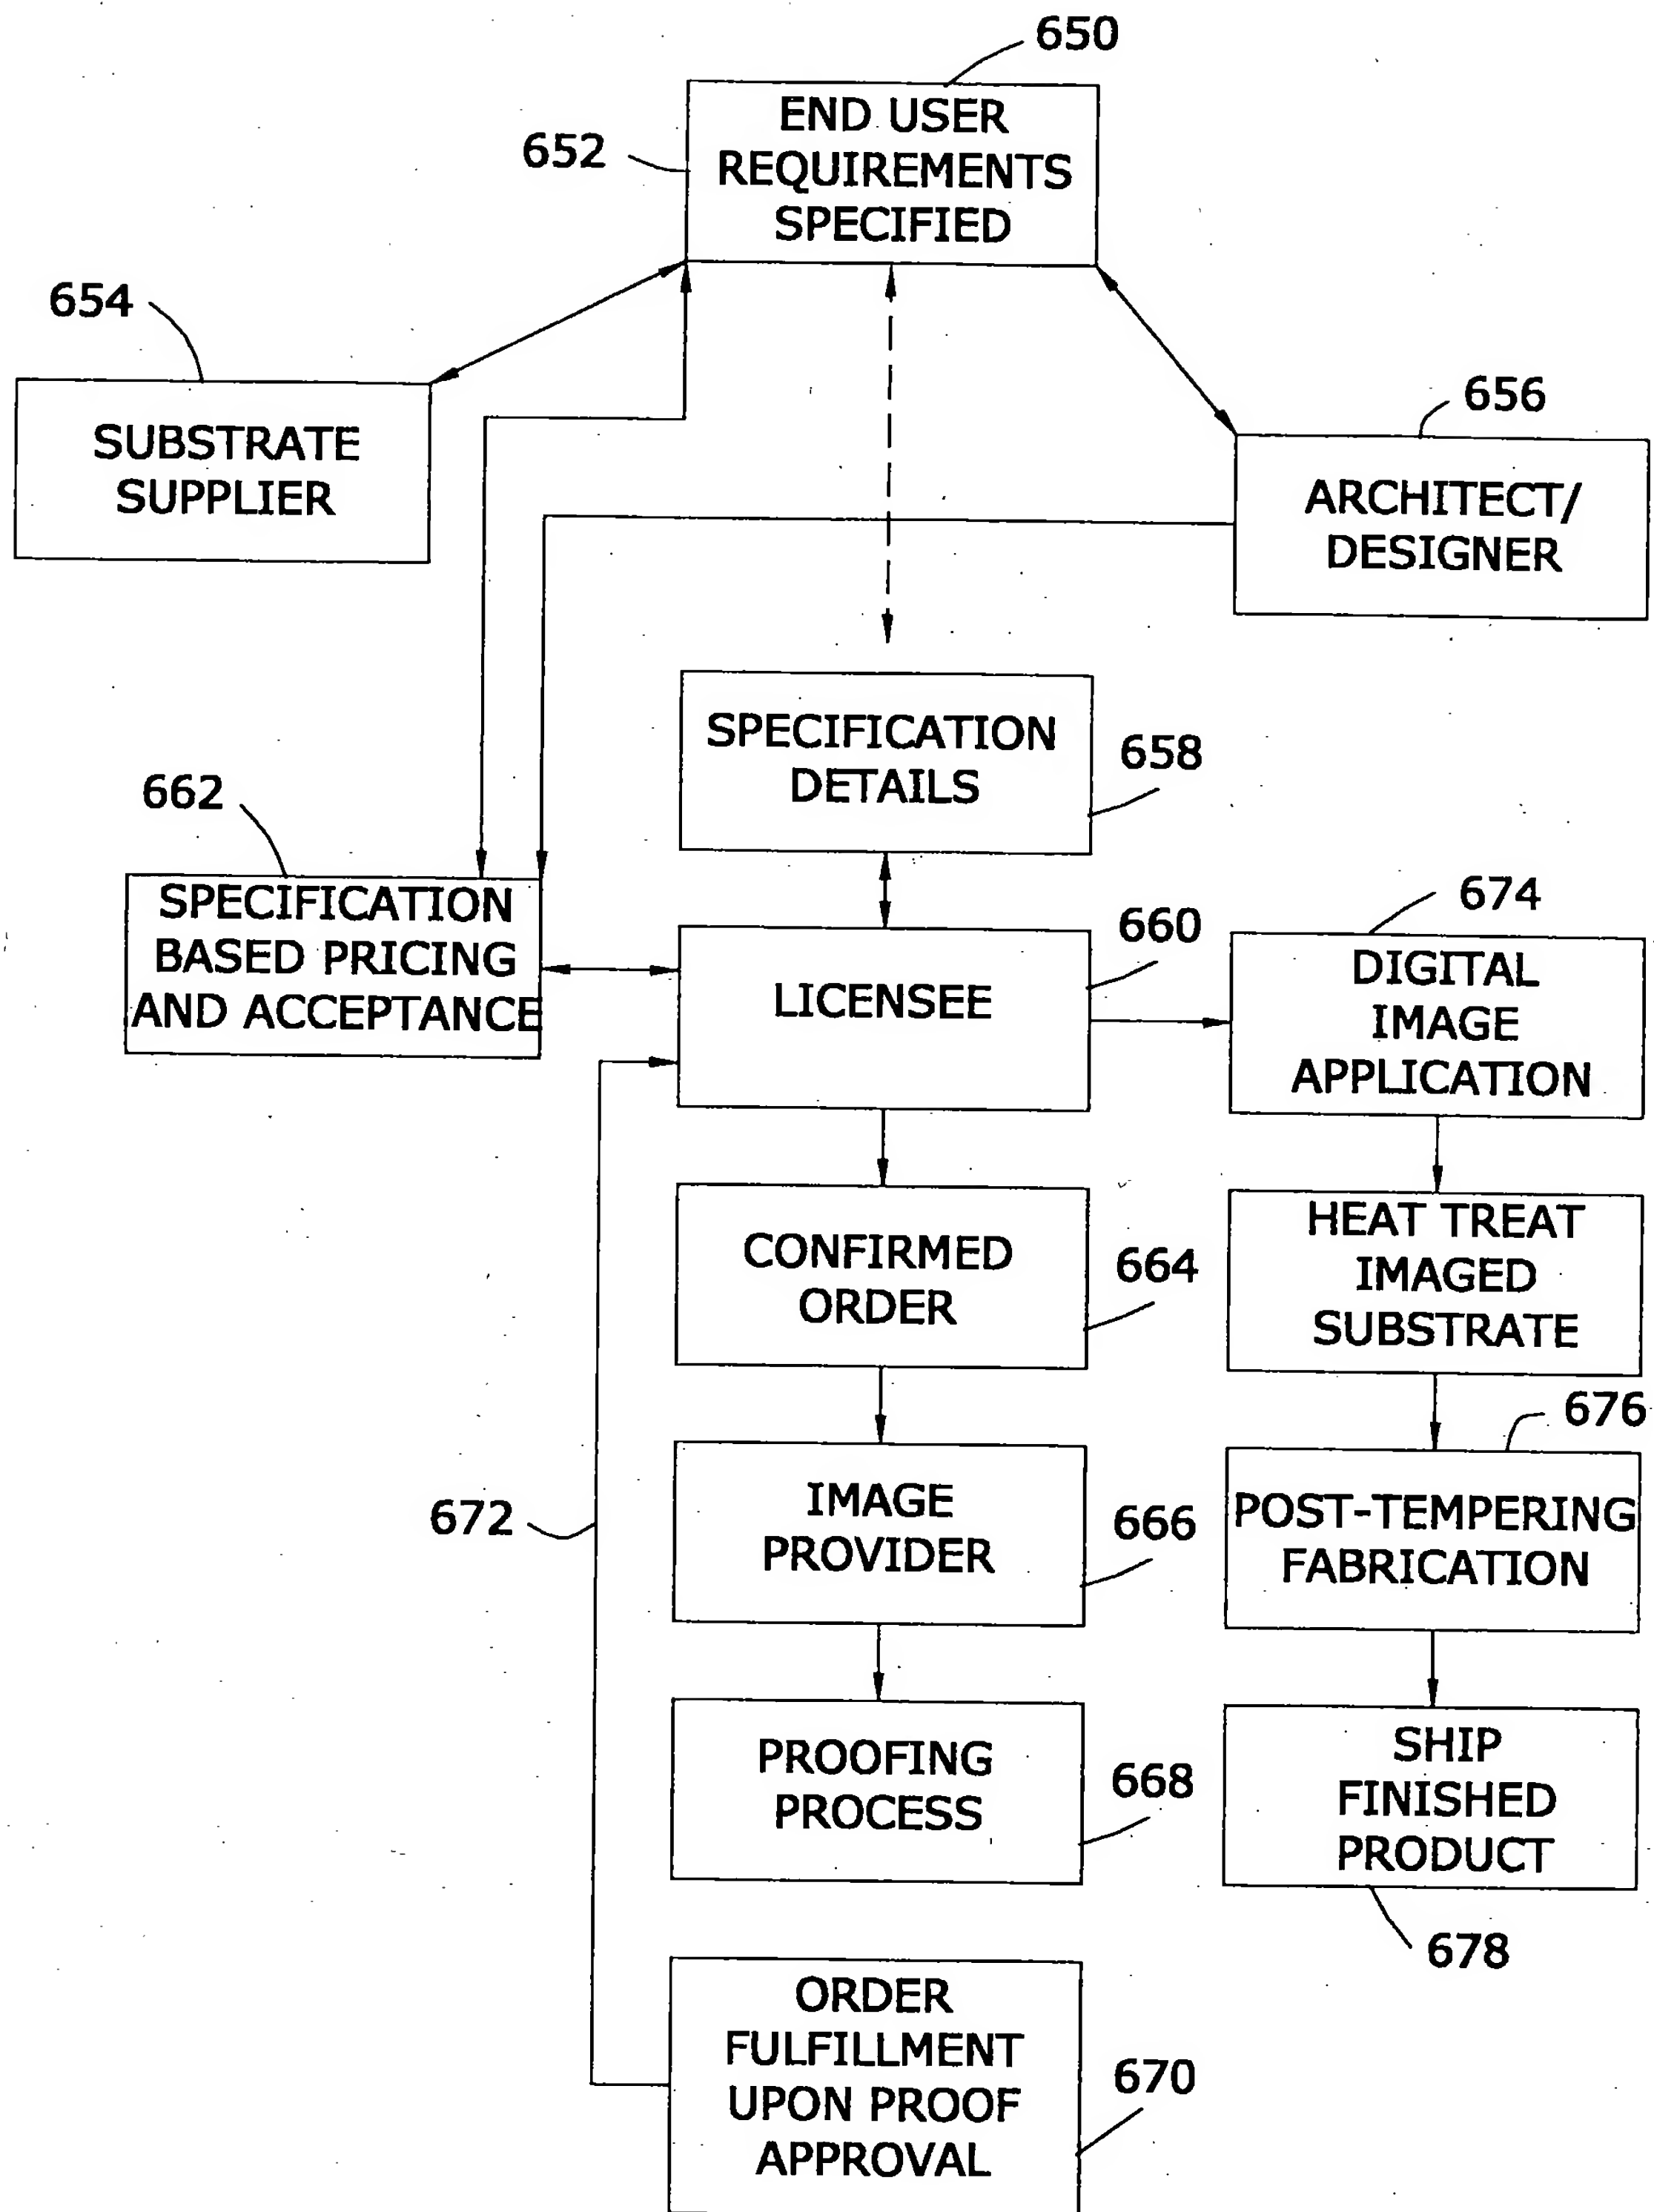 650
END USER
REQUIREMENTS
SPECIFIED
652
654
SUBSTRATE
SUPPLIER
656
ARCHITECT/
DESIGNER
SPECIFICATION
DETAILS
658
662
SPECIFICATION
BASED PRICING
AND ACCEPTANCE
LICENSEE
660
674
DIGITAL
IMAGE
APPLICATION
CONFIRMED
ORDER
664
HEAT TREAT
IMAGED
SUBSTRATE
672
IMAGE
PROVIDER
666
676
POST-TEMPERING
FABRICATION
PROOFING
PROCESS
668
SHIP
FINISHED
PRODUCT
678
ORDER
FULFILLMENT
UPON PROOF
APPROVAL
670